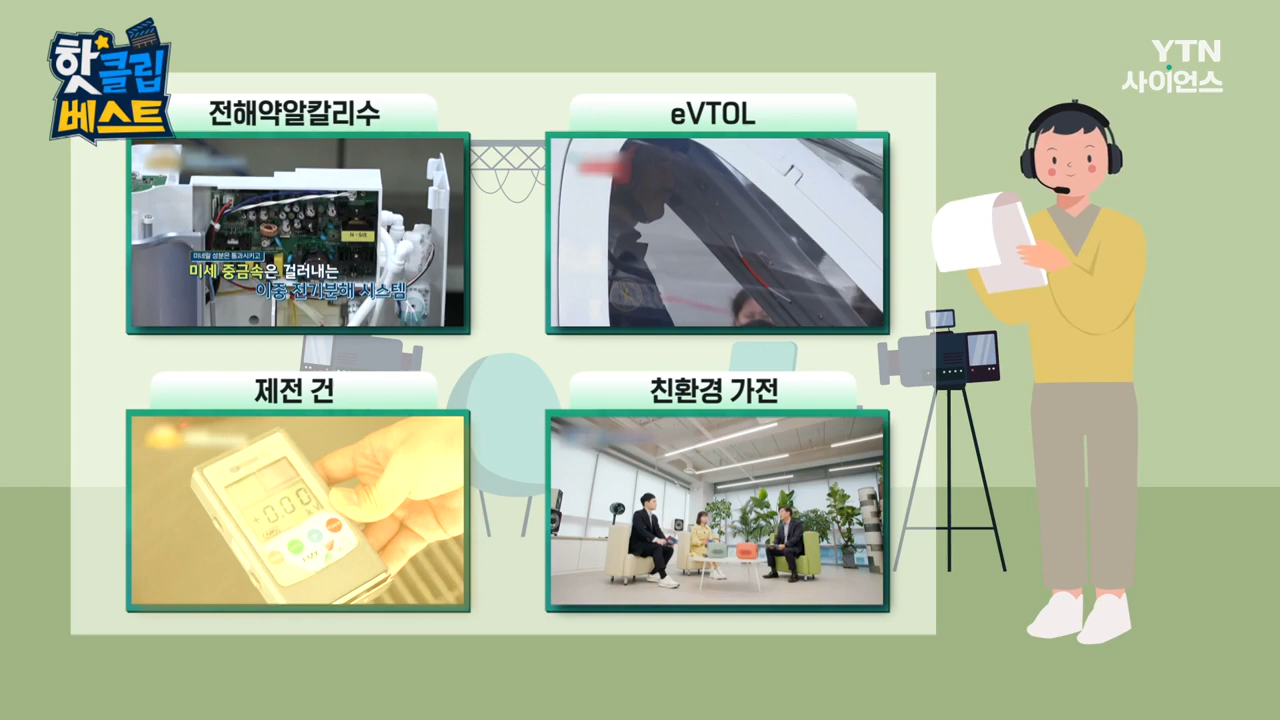 핫클립
베스트
YTN
사이언스
전해약알칼리수
eVTOL
N-501
미네랄 성분은 통과시키고
미세 중금속은 걸러내는
이중 전기분해 시스템
제전 건
친환경 가전
+0.00